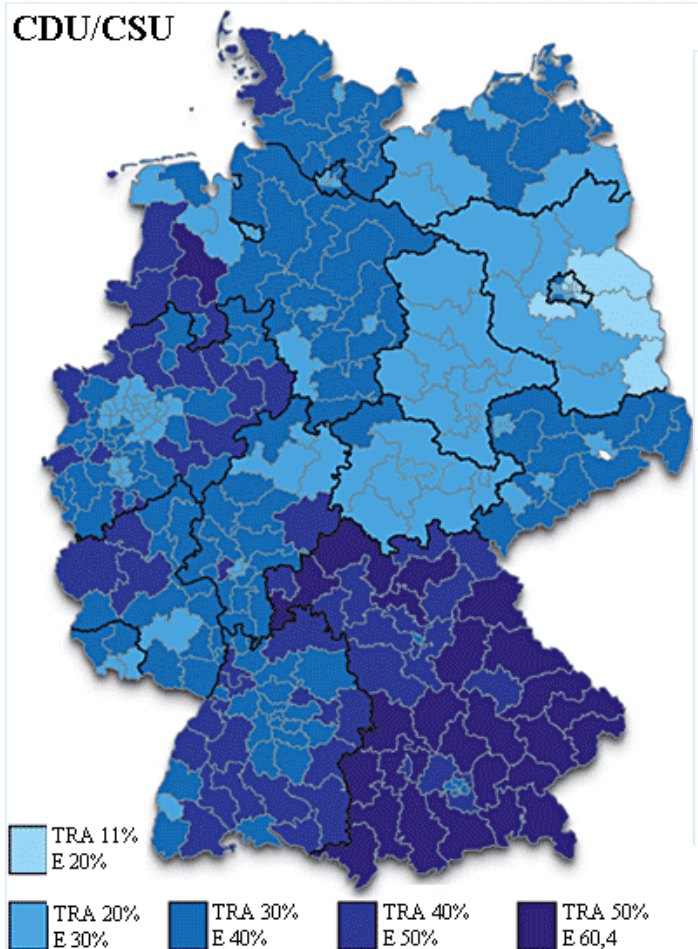 CDU/CSU
TRA 11%
E 20%
TRA 20%
E 30%
TRA 30%
E 40%
TRA 40%
E 50%
TRA 50%
E 60,4